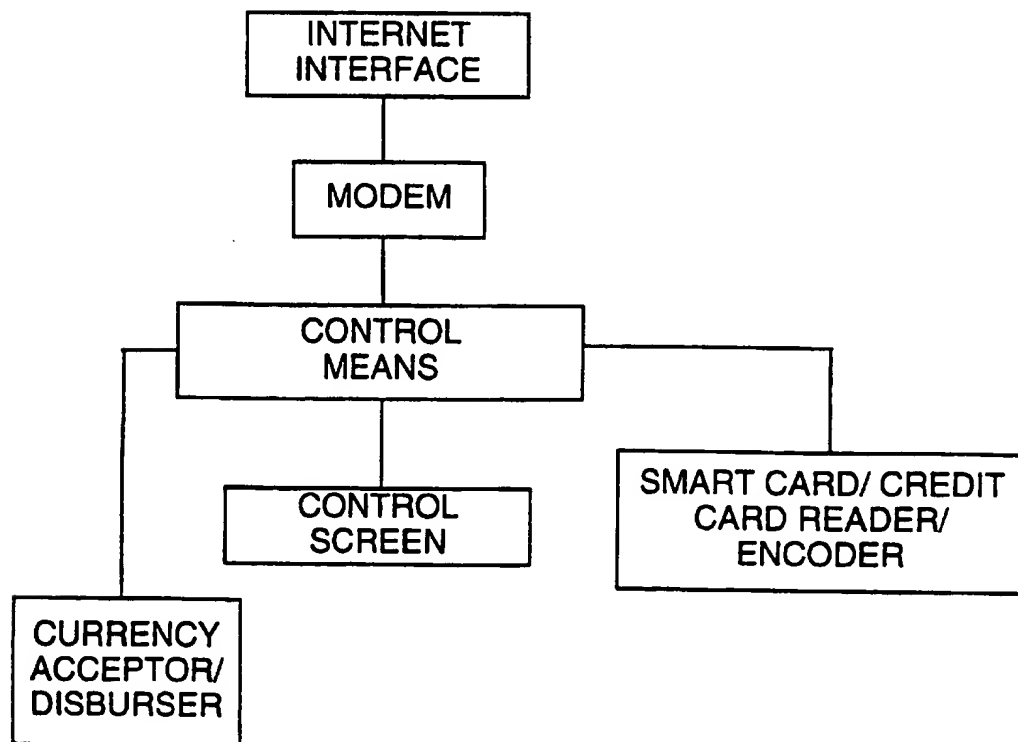 INTERNET
INTERFACE
MODEM
CONTROL
MEANS
CONTROL
SCREEN
SMART CARD/ CREDIT
CARD READER/
ENCODER
CURRENCY
ACCEPTOR/
DISBURSER